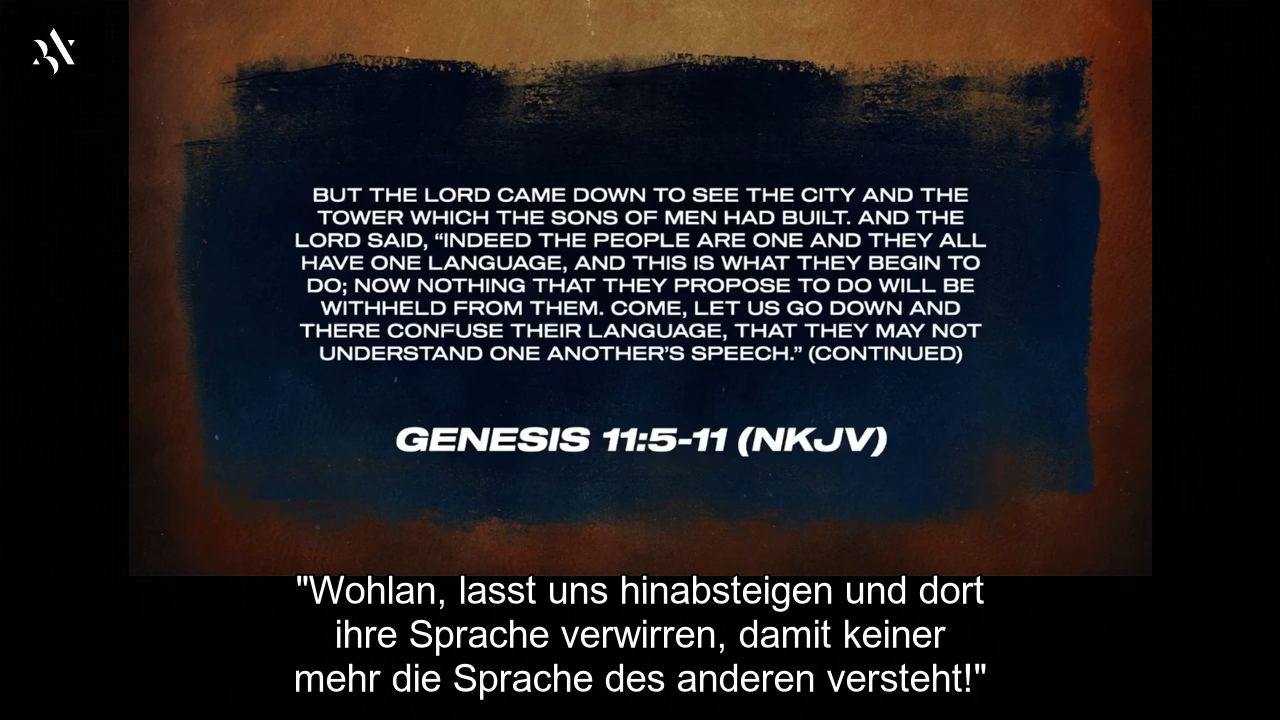 BUT THE LORD CAME DOWN TO SEE THE CITY AND THE
TOWER WHICH THE SONS OF MEN HAD BUILT. AND THE
LORD SAID, “INDEED THE PEOPLE ARE ONE AND THEY ALL
HAVE ONE LANGUAGE, AND THIS IS WHAT THEY BEGIN TO
DO; NOW NOTHING THAT THEY PROPOSE TO DO WILL BE
WITHHELD FROM THEM. COME, LET US GO DOWN AND
THERE CONFUSE THEIR LANGUAGE, THAT THEY MAY NOT
UNDERSTAND ONE ANOTHER’S SPEECH.” (CONTINUED)
GENESIS 11:5-11 (NKJV)
"Wohlan, lasst uns hinabsteigen und dort
ihre Sprache verwirren, damit keiner
mehr die Sprache des anderen versteht!"